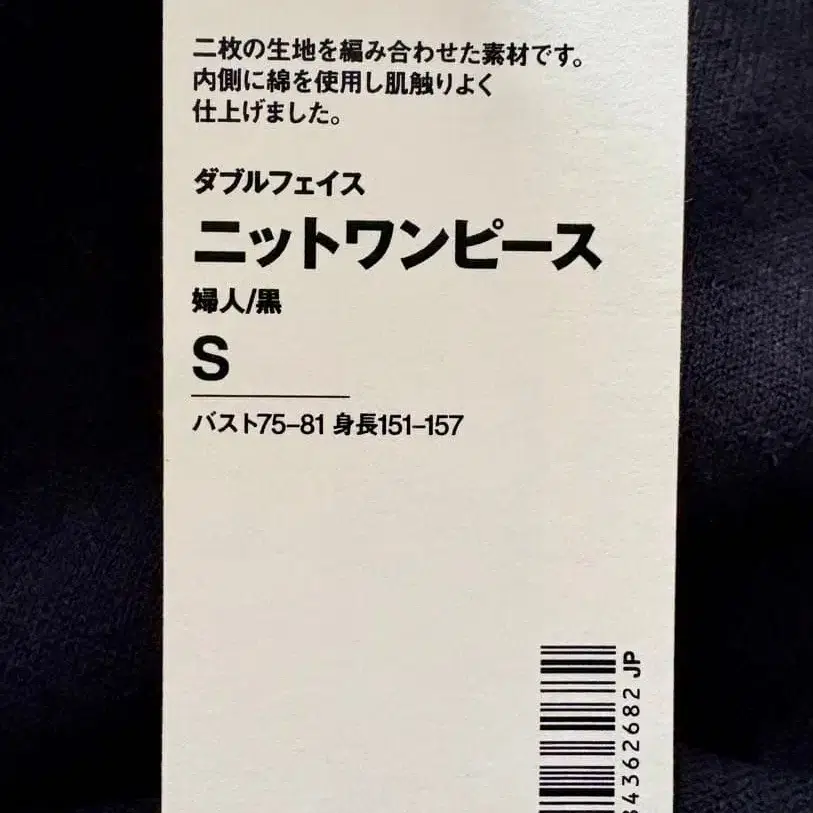 二枚の生地を編み合わせた素材です。
内側に綿を使用し肌触りよく
仕上げました。
ダブルフェイス
ニットワンピース
婦人/黒
S
バスト75–81 身長151–157
4362682 JP